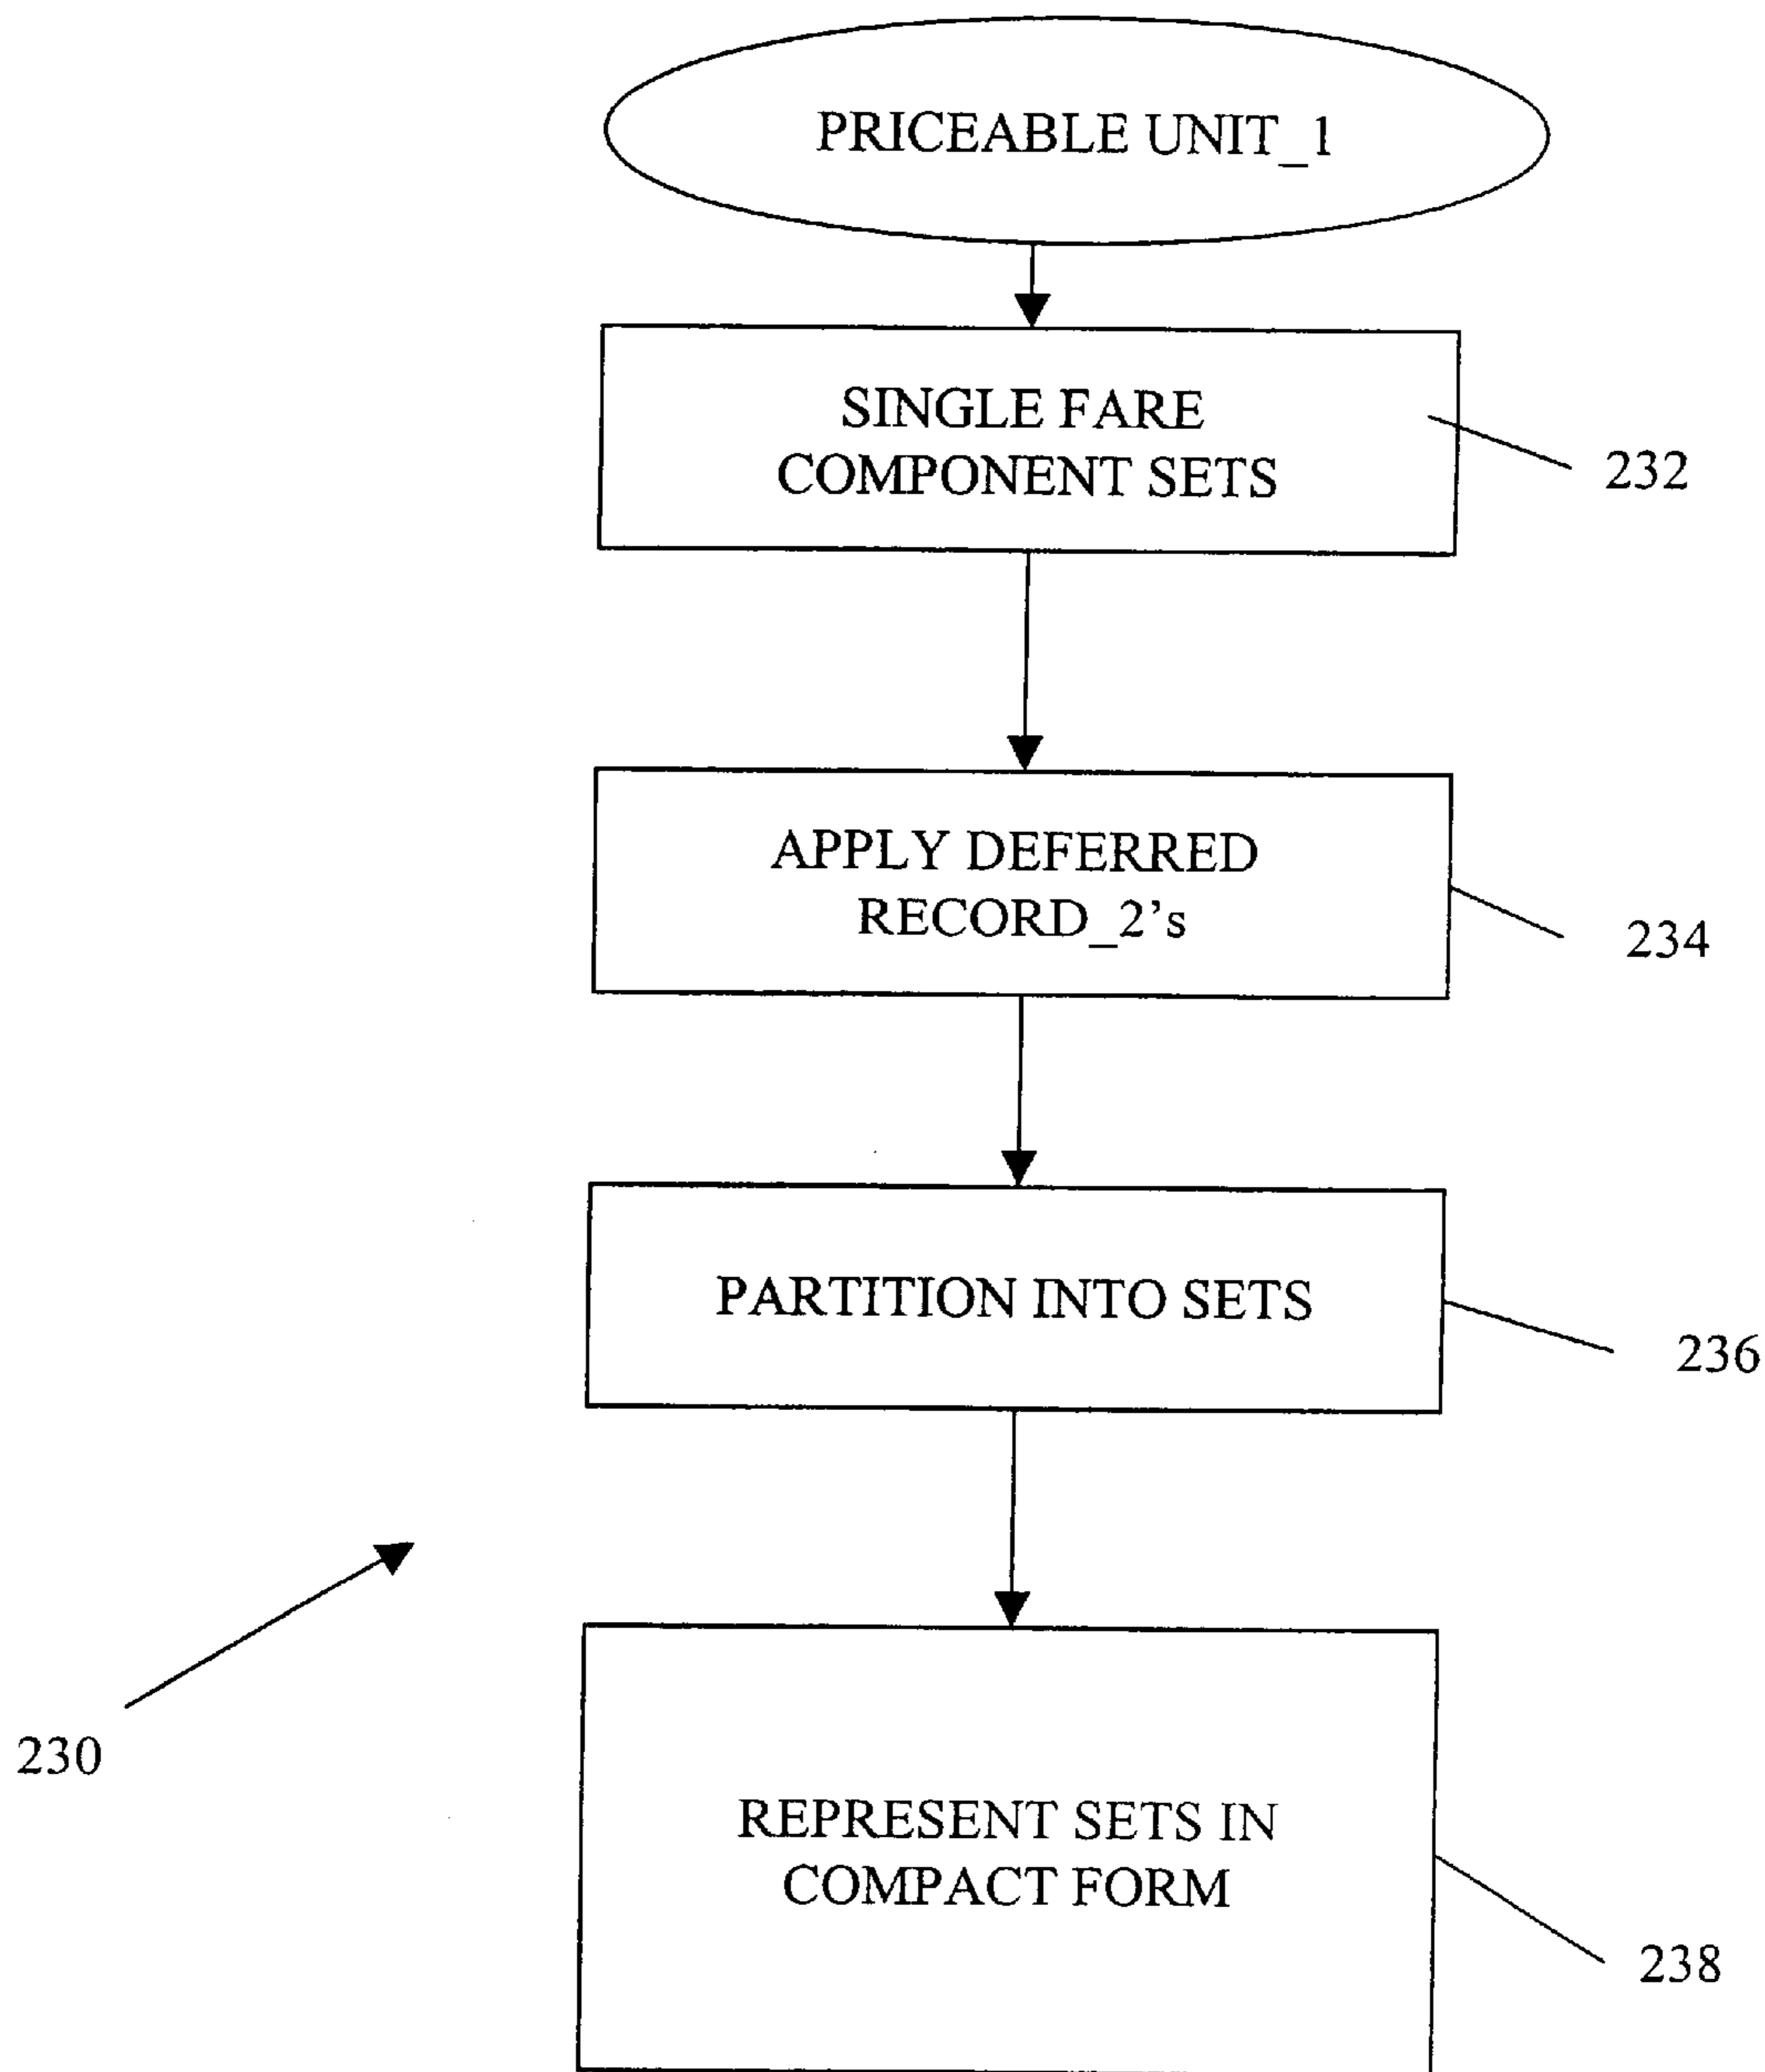 PRICEABLE UNIT_1
SINGLE FARE
COMPONENT SETS
232
APPLY DEFERRED
RECORD_2's
234
PARTITION INTO SETS
236
230
REPRESENT SETS IN
COMPACT FORM
238